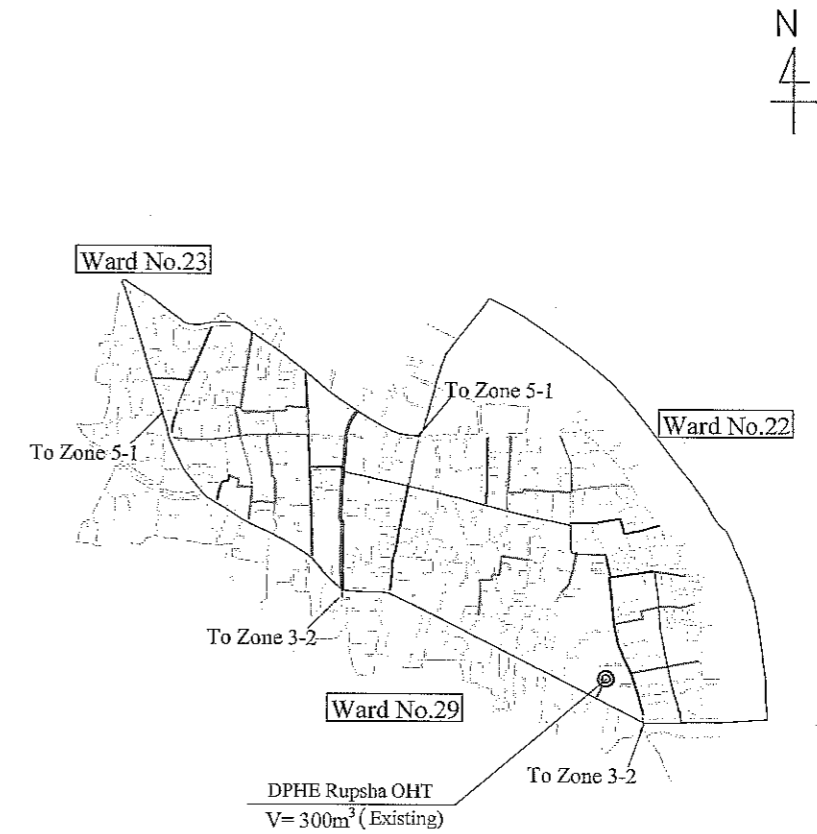 N
Ward No.23
To Zone 5-1
Ward No.22
To Zone 5-1
To Zone 3-2
Ward No.29
To Zone 3-2
DPHE Rupsha OHT
V= 300m³ (Existing)